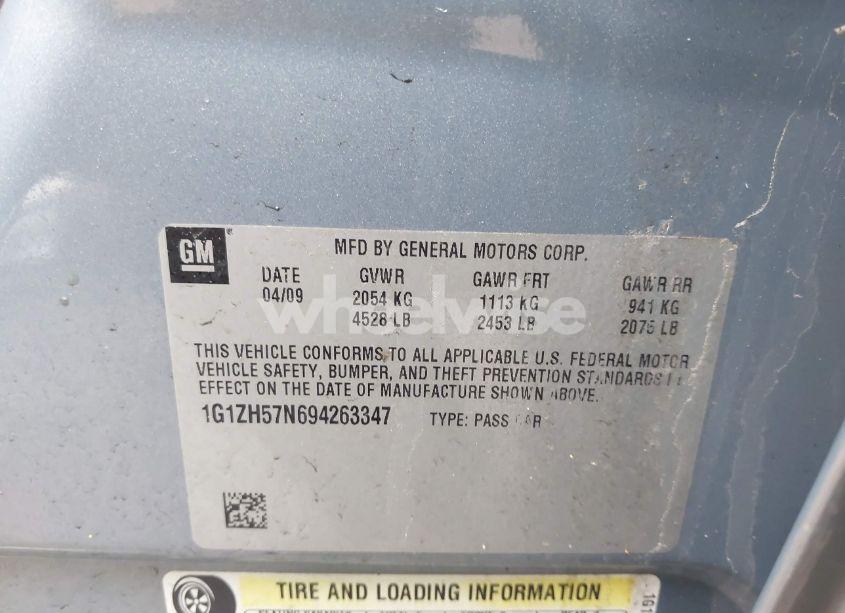 GM
MFD BY GENERAL MOTORS CORP.
DATE GVWR GAWR FRT GAWR RR
04/09 2054 KG 1113 KG 941 KG
4528 LB 2453 LB 2075 LB
wheelwise
THIS VEHICLE CONFORMS TO ALL APPLICABLE U.S. FEDERAL MOTOR
VEHICLE SAFETY, BUMPER, AND THEFT PREVENTION STANDARDS
EFFECT ON THE DATE OF MANUFACTURE SHOWN ABOVE.
1G1ZH57N694263347 TYPE: PASS CAR
TIRE AND LOADING INFORMATION